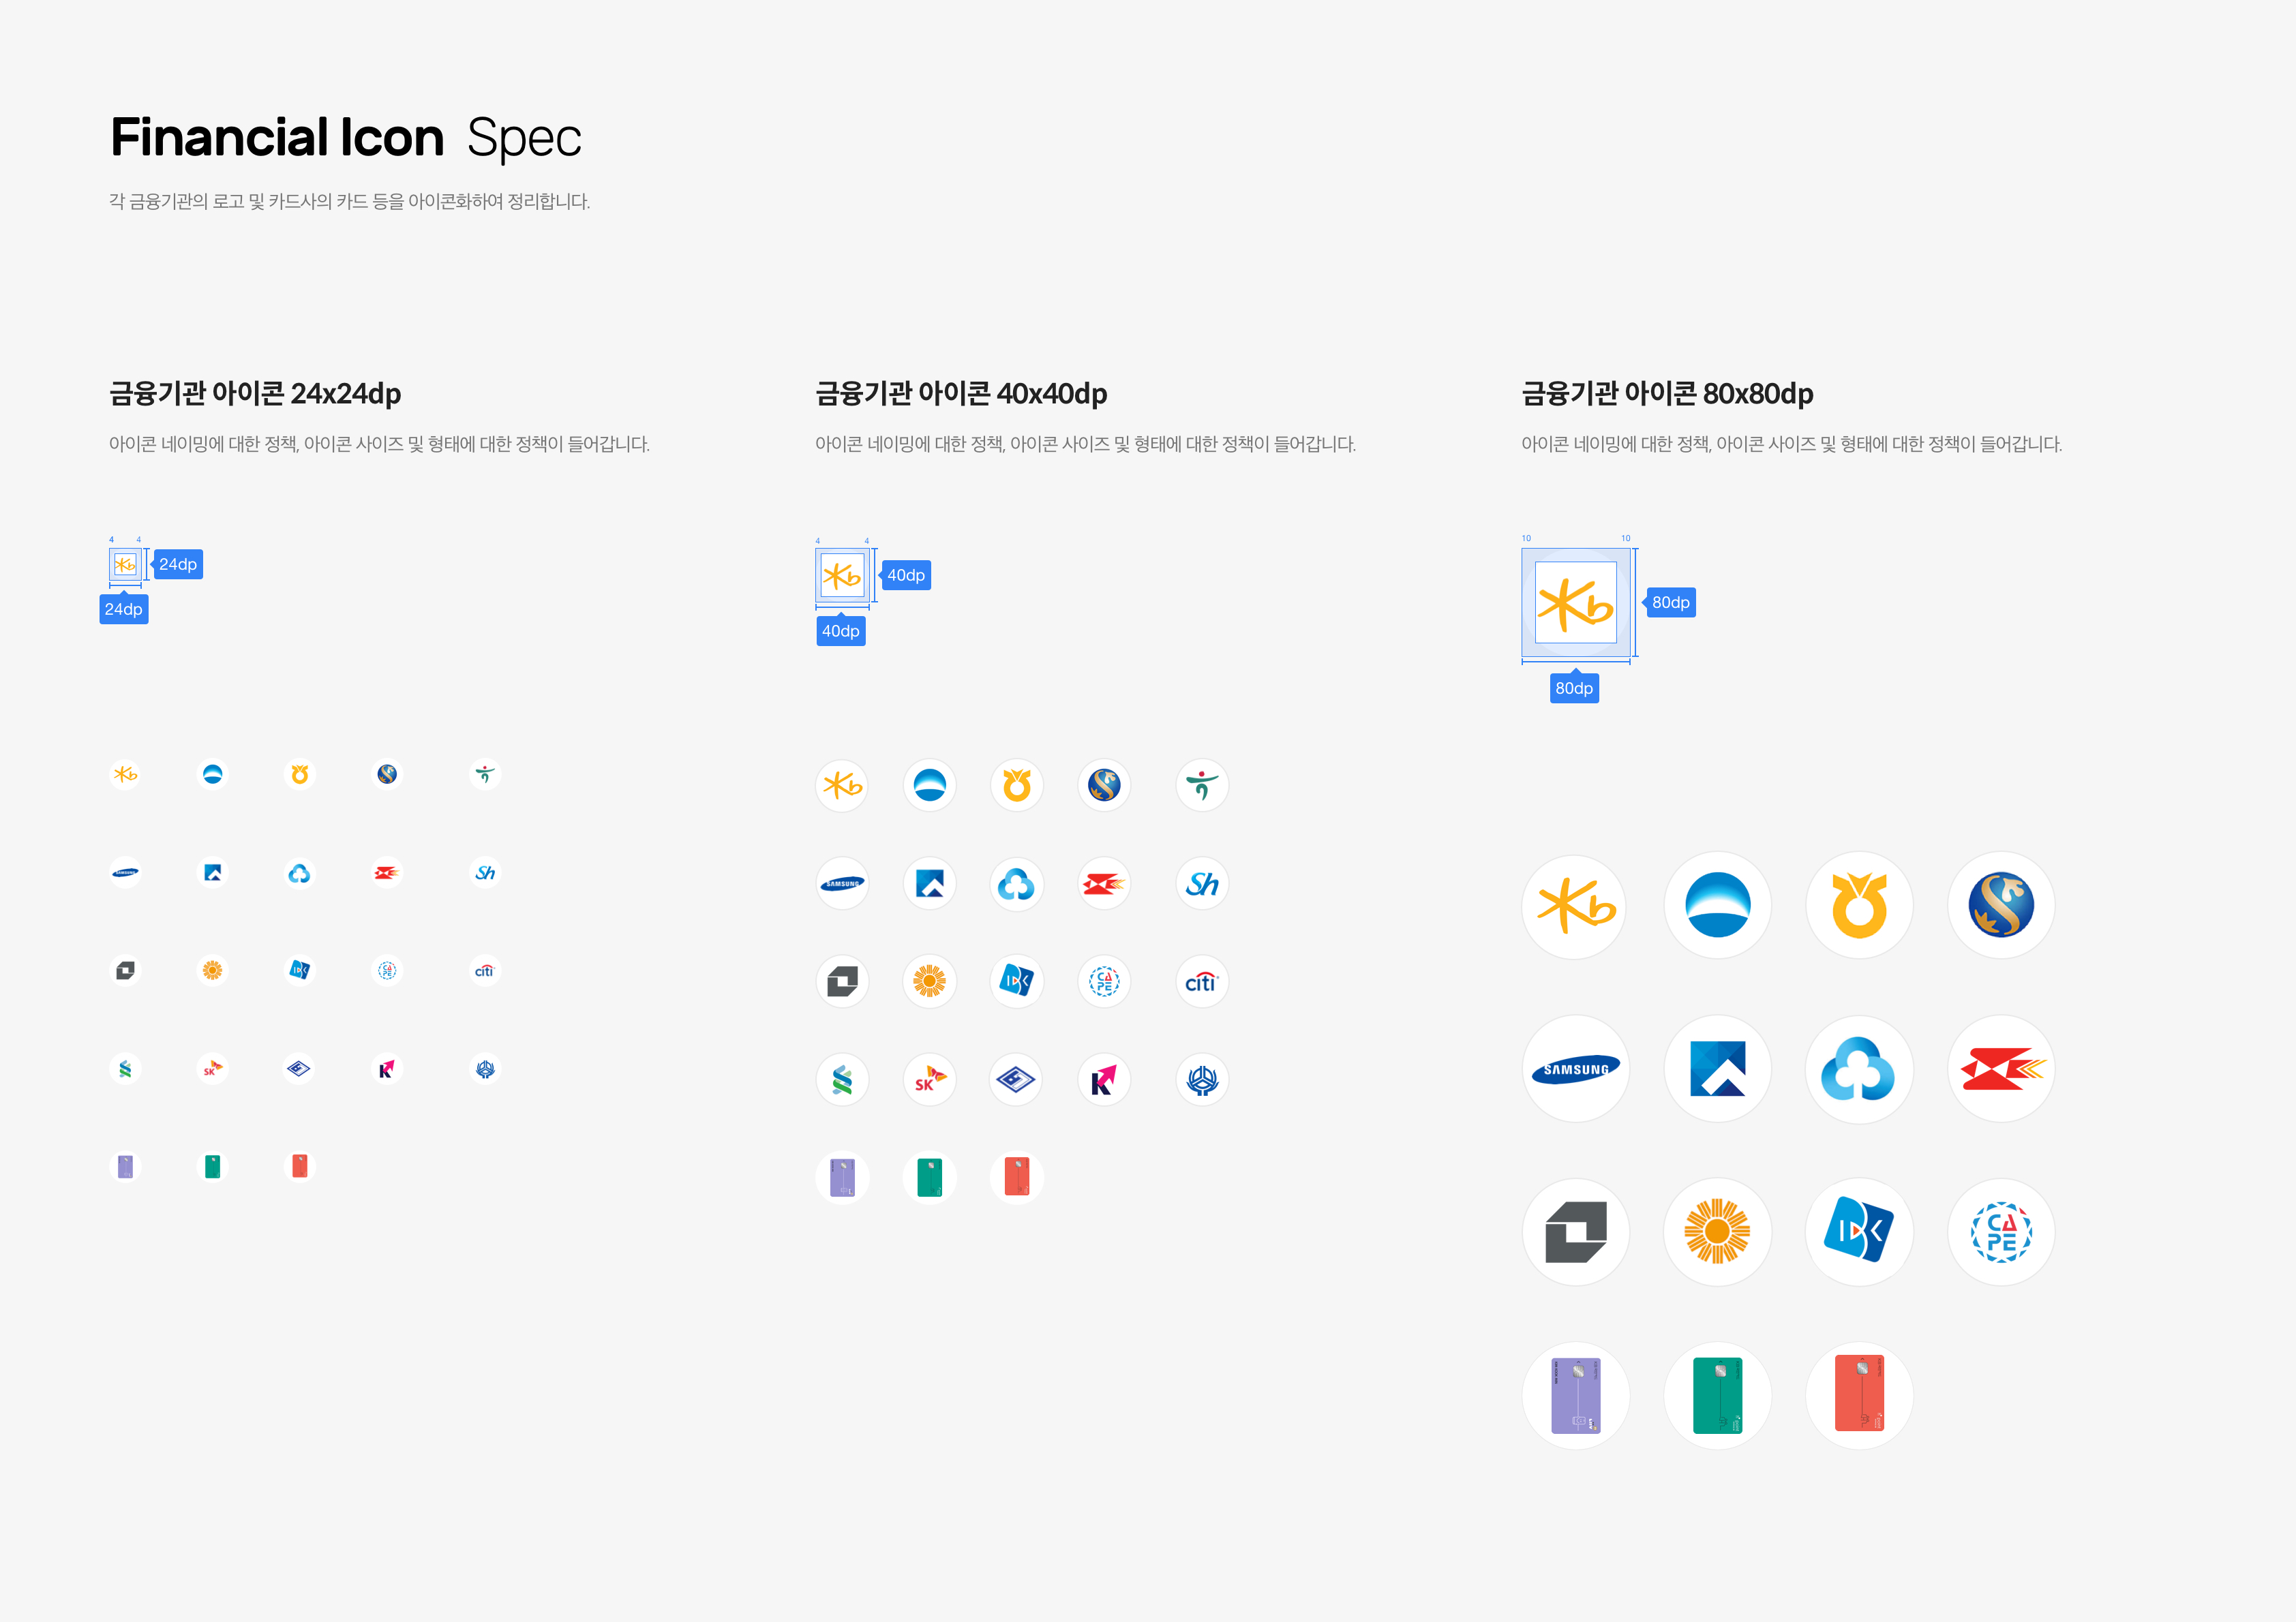 Financial Icon Spec
각 금융기관의 로고 및 카드사의 카드 등을 아이콘화하여 정리합니다.
금융기관 아이콘 24x24dp
아이콘 네이밍에 대한 정책, 아이콘 사이즈 및 형태에 대한 정책이 들어갑니다.
4 4
24dp
24dp
SAMSUNG
Sh
citi
SK
금융기관 아이콘 40x40dp
아이콘 네이밍에 대한 정책, 아이콘 사이즈 및 형태에 대한 정책이 들어갑니다.
4 4
40dp
40dp
SAMSUNG
Sh
CA
PE
citi
SK
금융기관 아이콘 80x80dp
아이콘 네이밍에 대한 정책, 아이콘 사이즈 및 형태에 대한 정책이 들어갑니다.
10 10
80dp
80dp
SAMSUNG
CA
PE